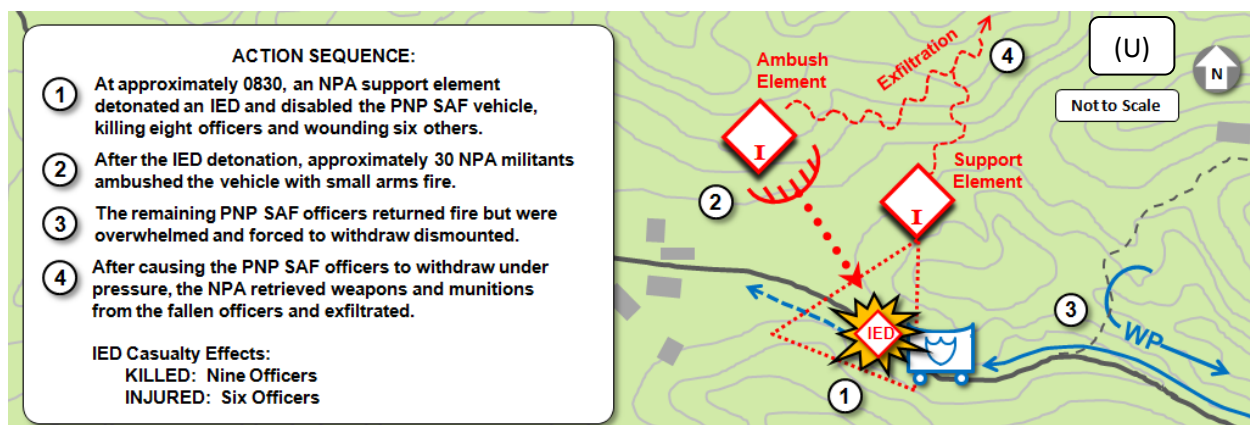 ACTION SEQUENCE:
1 At approximately 0830, an NPA support element
detonated an IED and disabled the PNP SAF vehicle,
killing eight officers and wounding six others.
2 After the IED detonation, approximately 30 NPA militants
ambushed the vehicle with small arms fire.
3 The remaining PNP SAF officers returned fire but were
overwhelmed and forced to withdraw dismounted.
4 After causing the PNP SAF officers to withdraw under
pressure, the NPA retrieved weapons and munitions
from the fallen officers and exfiltrated.
IED Casualty Effects:
KILLED: Nine Officers
INJURED: Six Officers
Ambush
Element
I
2
Exfiltration
4
(U)
N
Not to Scale
Support
Element
I
IED
1
3
WP